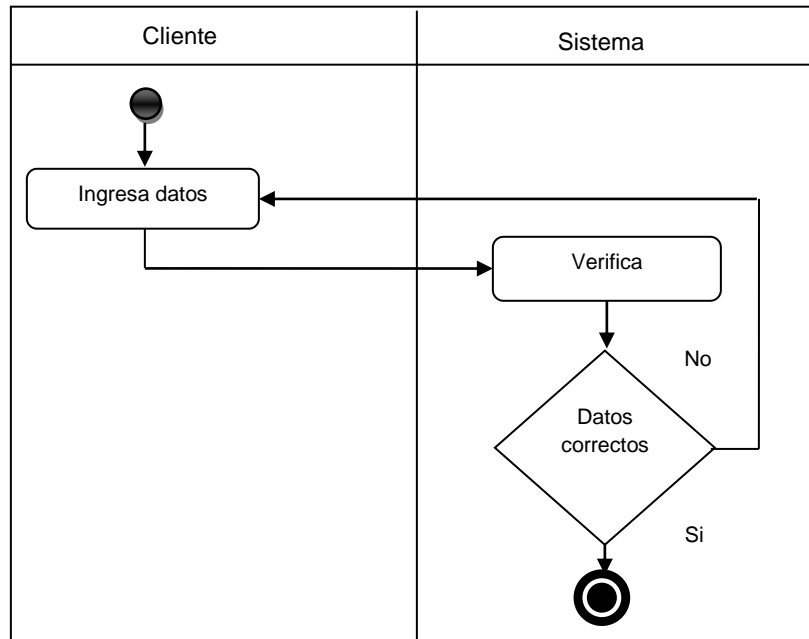 Cliente
Sistema
Ingresa datos
Verifica
No
Datos
correctos
Si